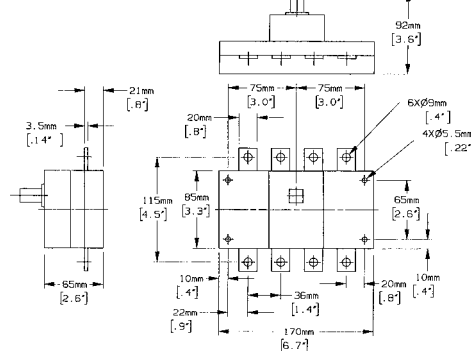 92mm
[3.6"]
21mm
[.8"]
75mm
[3.0"]
75mm
[3.0"]
3.5mm
[.14"]
20mm
[.8"]
6XØ9mm
[.4"]
4XØ5.5mm
[.22"]
115mm
[4.5"]
85mm
[3.3"]
65mm
[2.6"]
65mm
[2.6"]
10mm
[.4"]
36mm
[1.4"]
20mm
[.8"]
10mm
[.4"]
22mm
[.9"]
170mm
[6.7"]